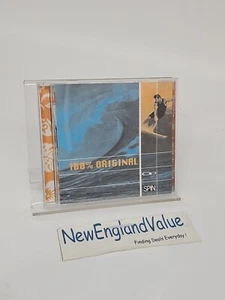 100% ORIGINAL
SPIN
NewEnglandValue
Finding Deals Everyday!